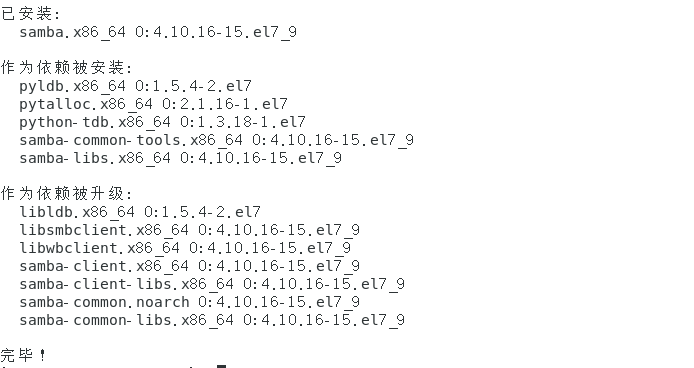 已安装:
samba.x86_64 0:4.10.16-15.el7_9
作为依赖被安装:
pyldb.x86_64 0:1.5.4-2.el7
pytalloc.x86_64 0:2.1.16-1.el7
python-tdb.x86_64 0:1.3.18-1.el7
samba-common-tools.x86_64 0:4.10.16-15.el7_9
samba-libs.x86_64 0:4.10.16-15.el7_9
作为依赖被升级:
libldb.x86_64 0:1.5.4-2.el7
libsmbclient.x86_64 0:4.10.16-15.el7_9
libwbclient.x86_64 0:4.10.16-15.el7_9
samba-client.x86_64 0:4.10.16-15.el7_9
samba-client-libs.x86_64 0:4.10.16-15.el7_9
samba-common.noarch 0:4.10.16-15.el7_9
samba-common-libs.x86_64 0:4.10.16-15.el7_9
完毕！